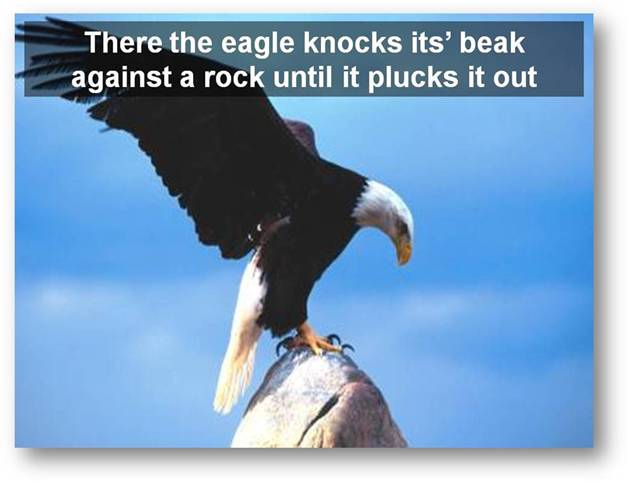 There the eagle knocks its’ beak
against a rock until it plucks it out